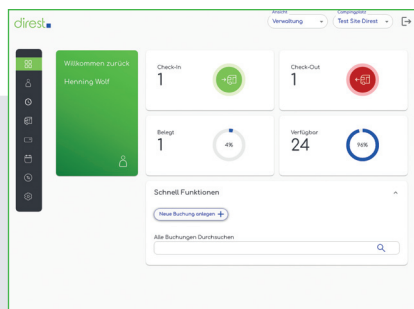 direst
Ansicht
Verwaltung
Campingplatz
Test Site Direst
Willkommen zurück
Henning Wolf
Check-In
1
Check-Out
1
Belegt
1
4%
Verfügbar
24
96%
Schnell Funktionen
Neue Buchung anlegen +
Alle Buchungen Durchsuchen